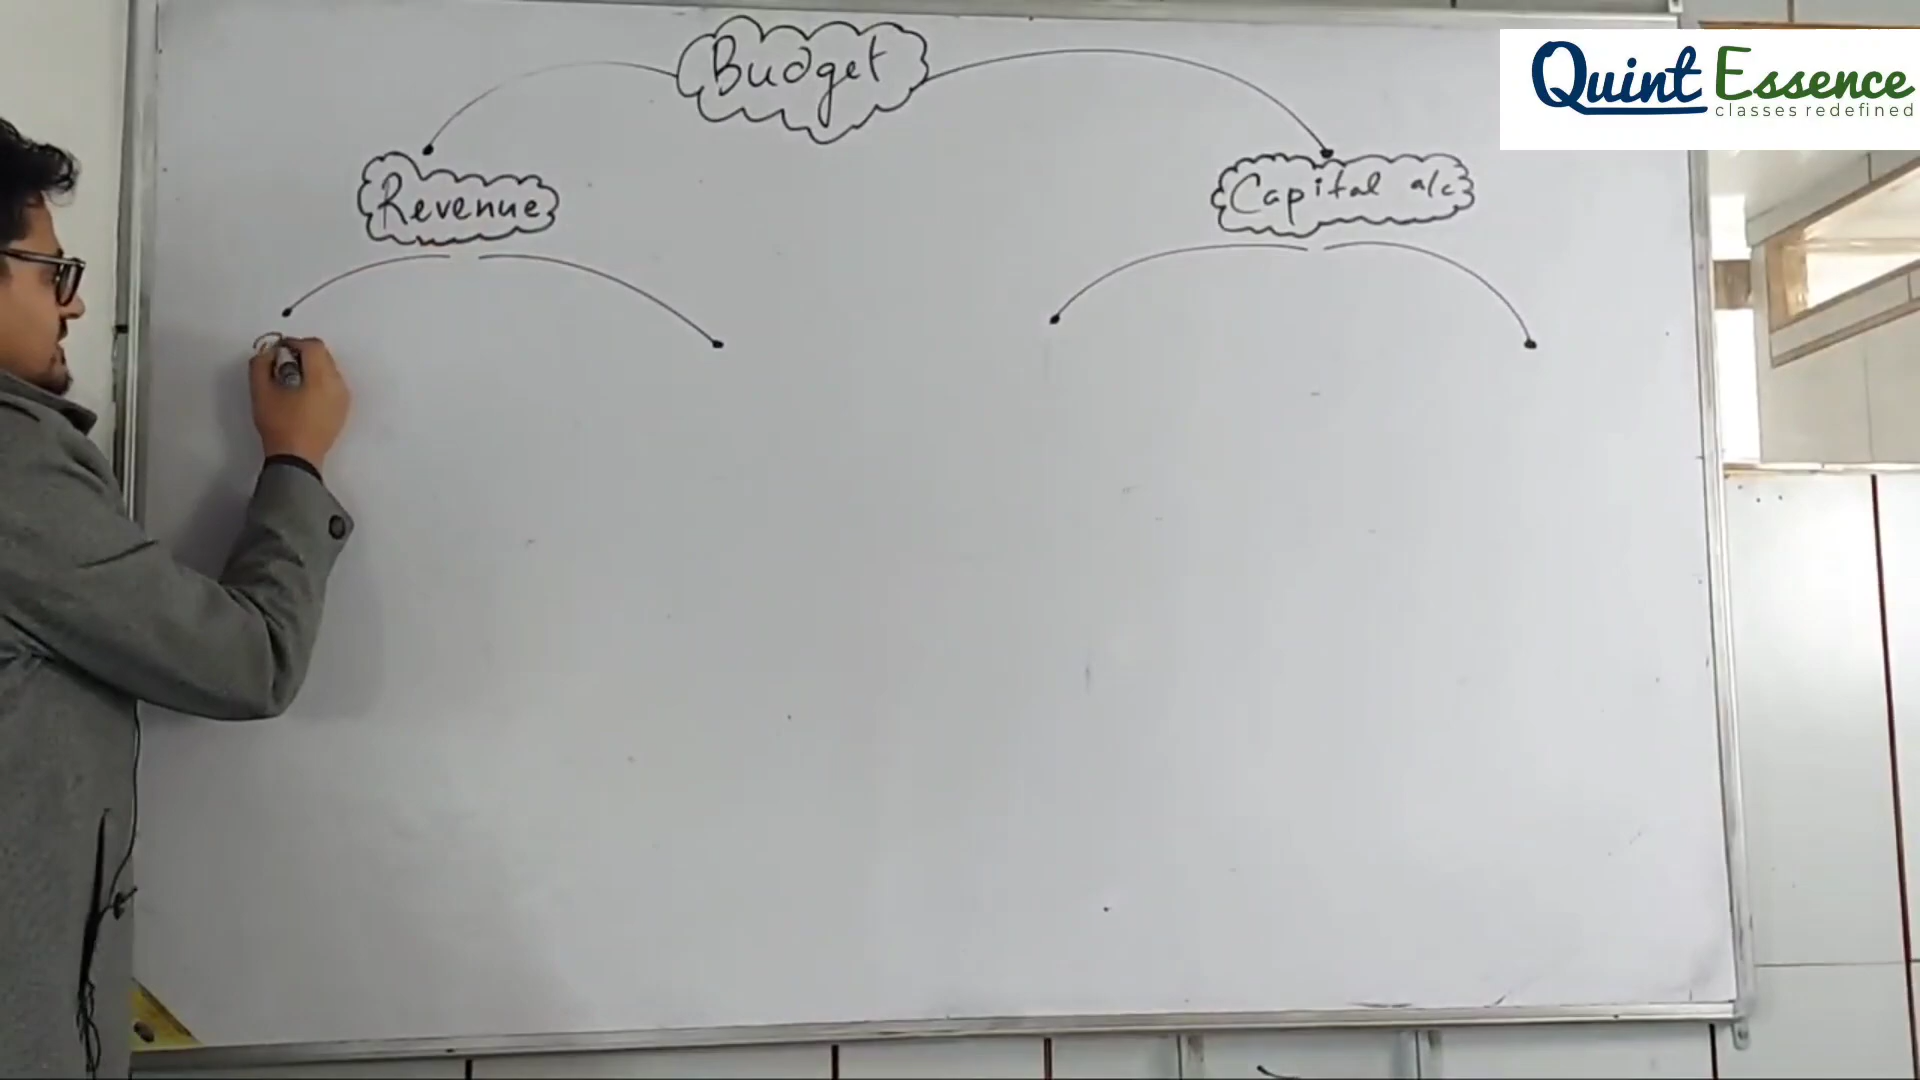 Budget
Quint Essence
classes redefined
Revenue
Capital a/c